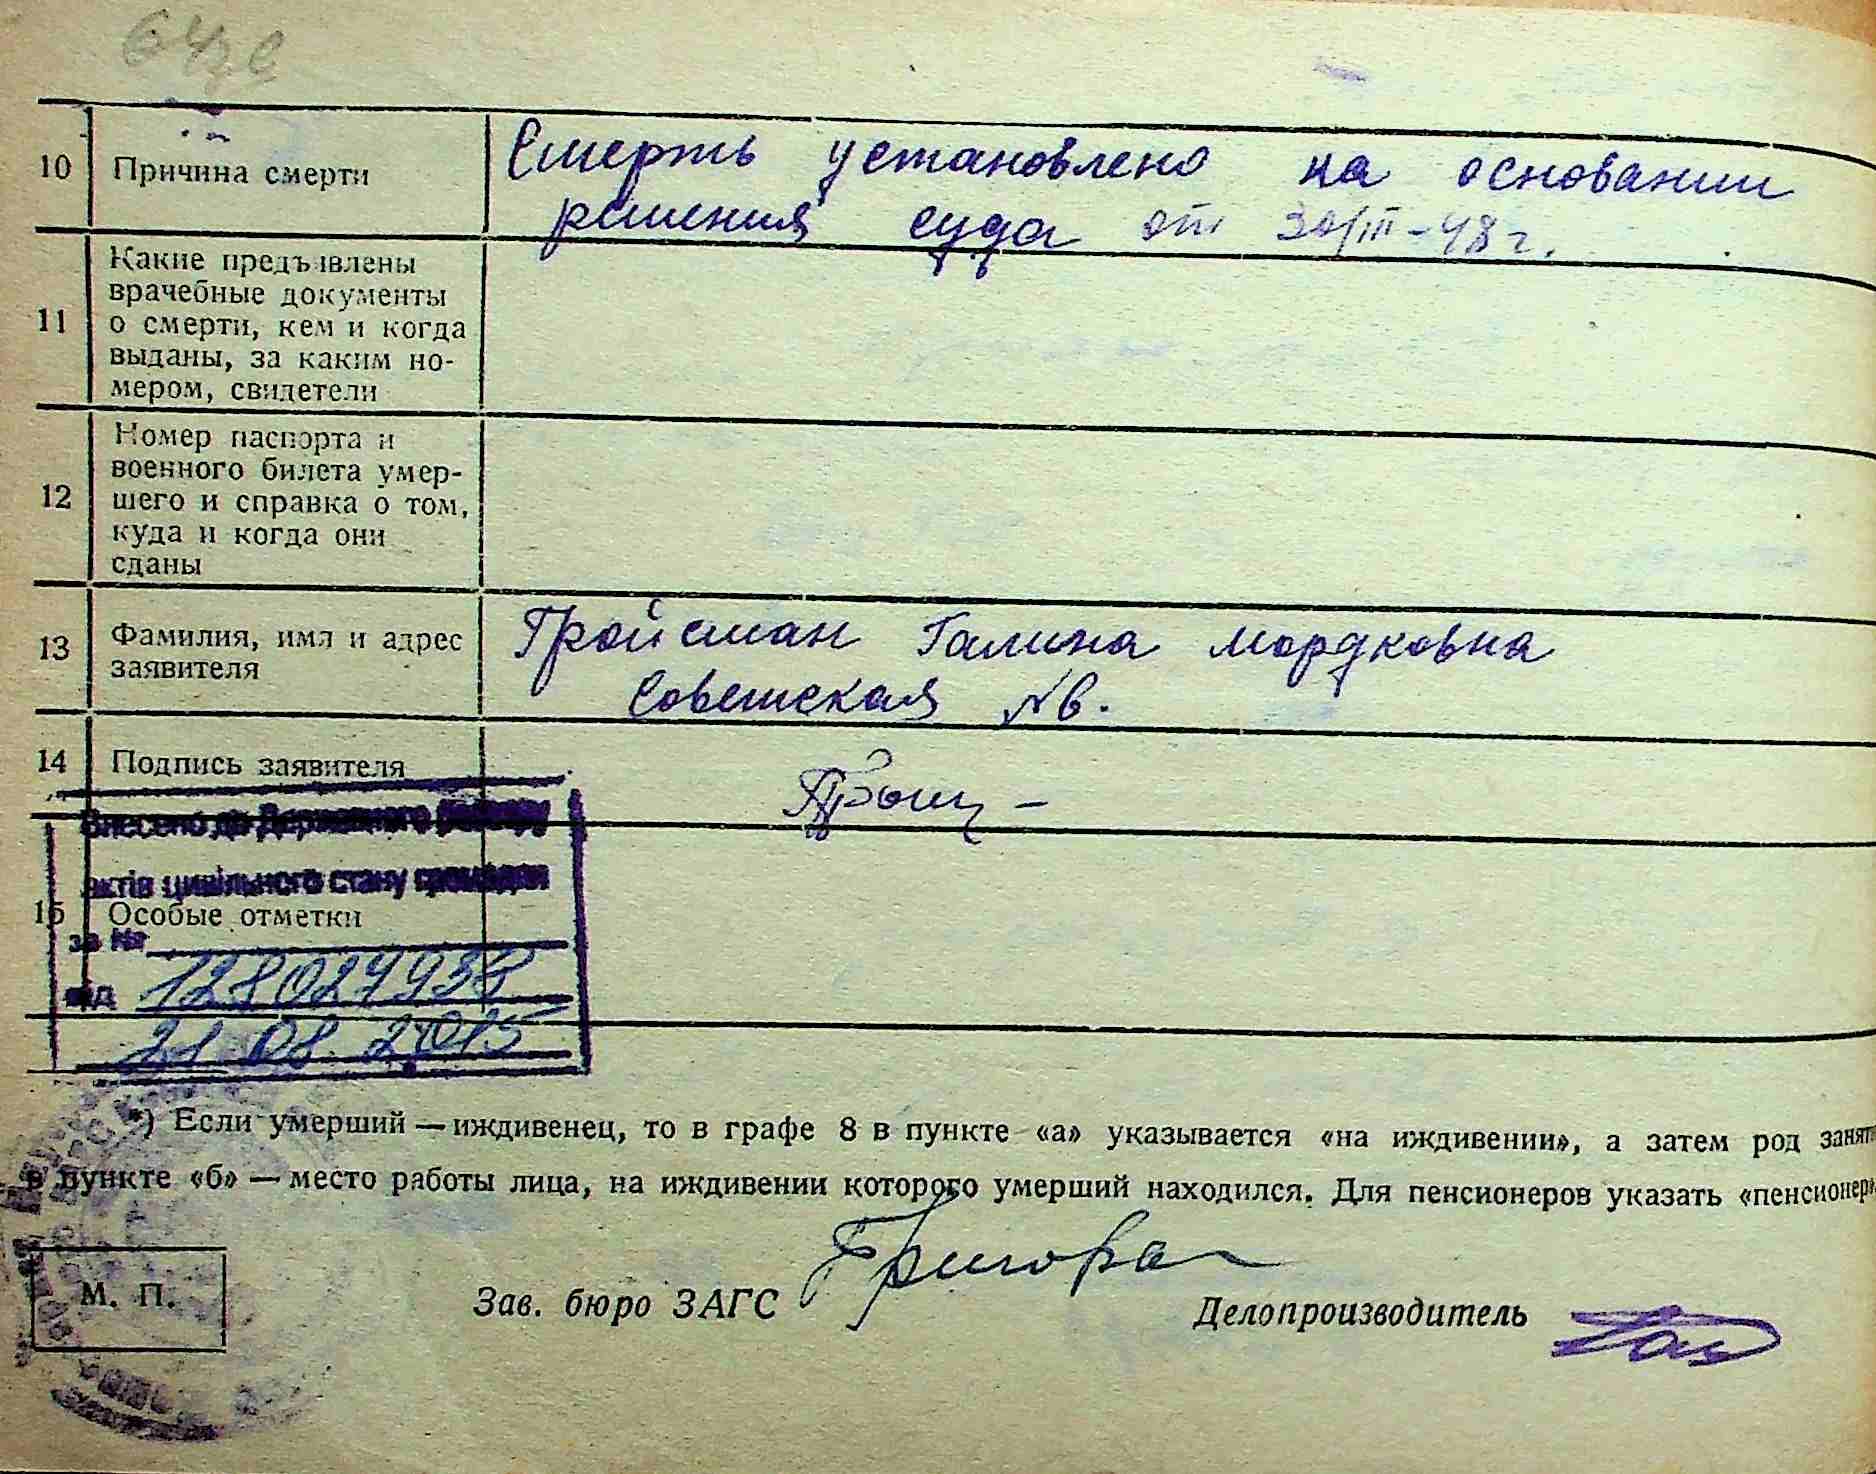 10 Причина смерти Смерть установлено на основании
решения суда от 30/III-48 г.
11 Какие предъявлены
врачебные документы
о смерти, кем и когда
выданы, за каким но-
мером, свидетели
12 Номер паспорта и
военного билета умер-
шего и справка о том,
куда и когда они
сданы
13 Фамилия, имя и адрес
заявителя
Гройсман Галина Мордковна
Советская №6.
14 Подпись заявителя
Внесено до Державного реєстру
актів цивільного стану громадян
15 Особые отметки
за №
128027938
від
21.08.2015
*) Если умерший — иждивенец, то в графе 8 в пункте «а» указывается «на иждивении», а затем род занят
в пункте «б» — место работы лица, на иждивении которого умерший находился. Для пенсионеров указать «пенсионер»
М. П.
Зав. бюро ЗАГС
Делопроизводитель